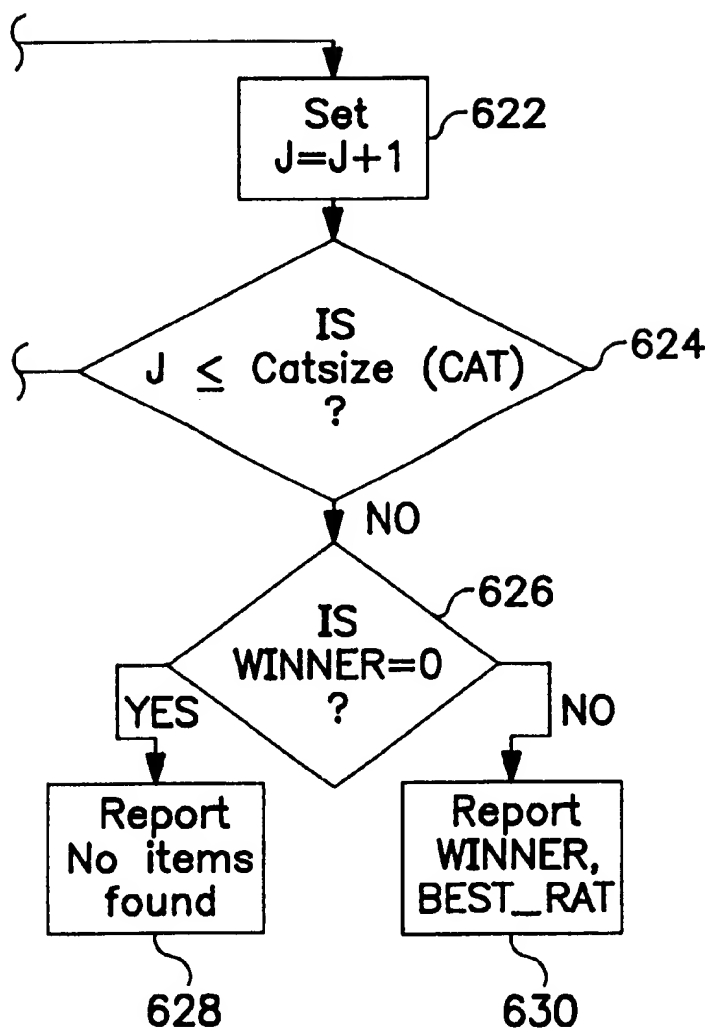 Set
J=J+1
622
IS
J ≤ Catsize (CAT)
?
624
NO
IS
WINNER=0
?
626
YES
NO
Report
No items
found
Report
WINNER,
BEST_RAT
628
630